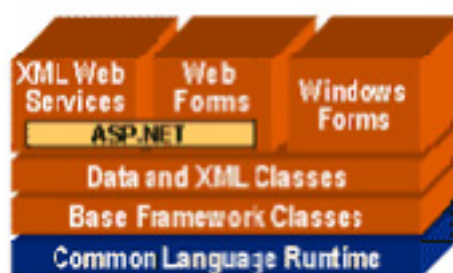 XML Web
Services
Web
Forms
Windows
Forms
ASP.NET
Data and XML Classes
Base Framework Classes
Common Language Runtime